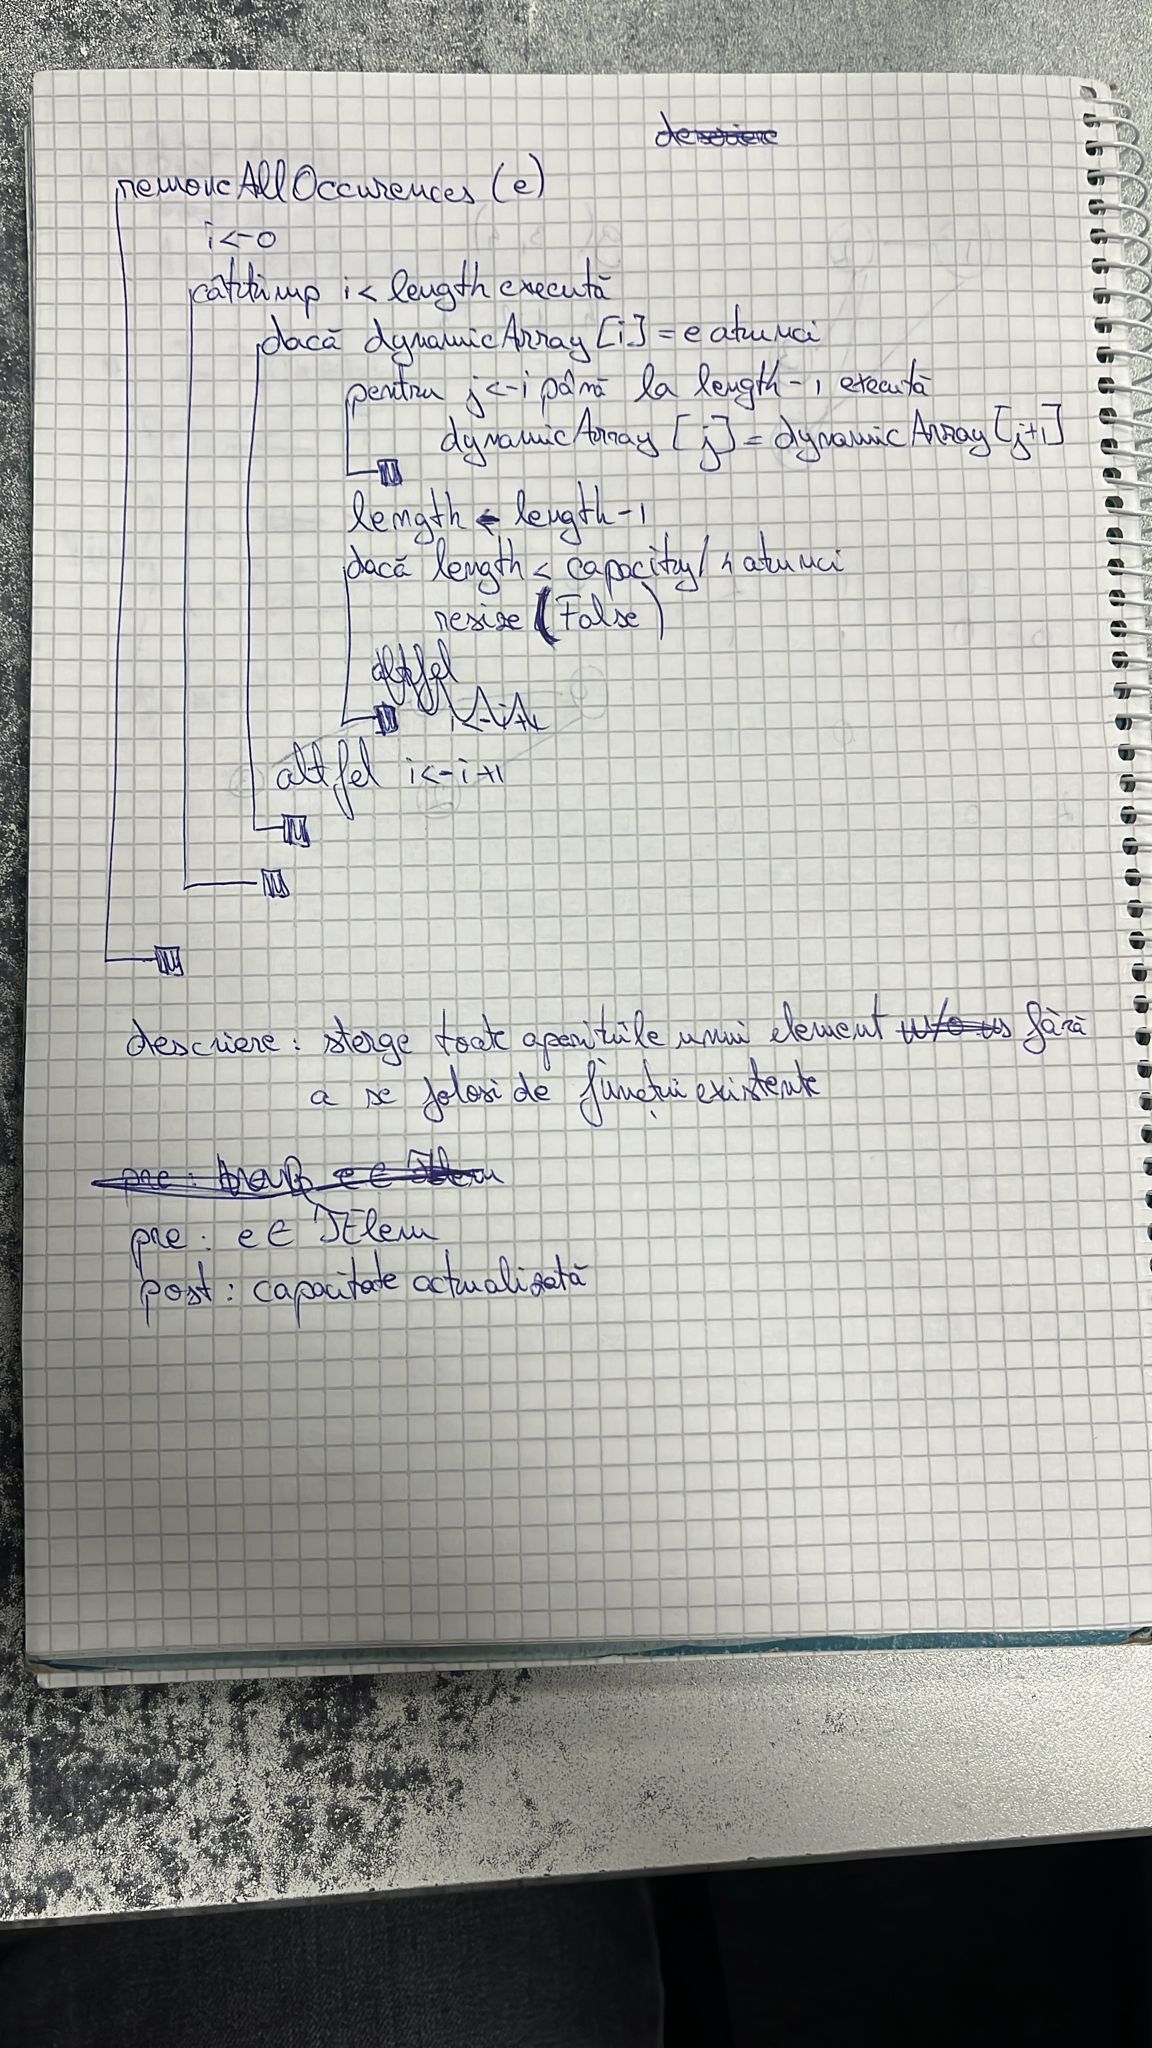 removeAllOccurences (e)
i<-0
câttimp i < length execută
dacă dynamicArray [i] = e atunci
pentru j<-i până la length-1 execută
dynamicArray [j] = dynamicArray [j+1]
length ← length-1
dacă length < capacity/4 atunci
resize (False)
altfel
i<-i+1
altfel i<-i+1
descriere: sterge toate aparițiile unui element fără
a se folosi de funcții existente
pre: e ∈ TElem
post: capacitate actualizată